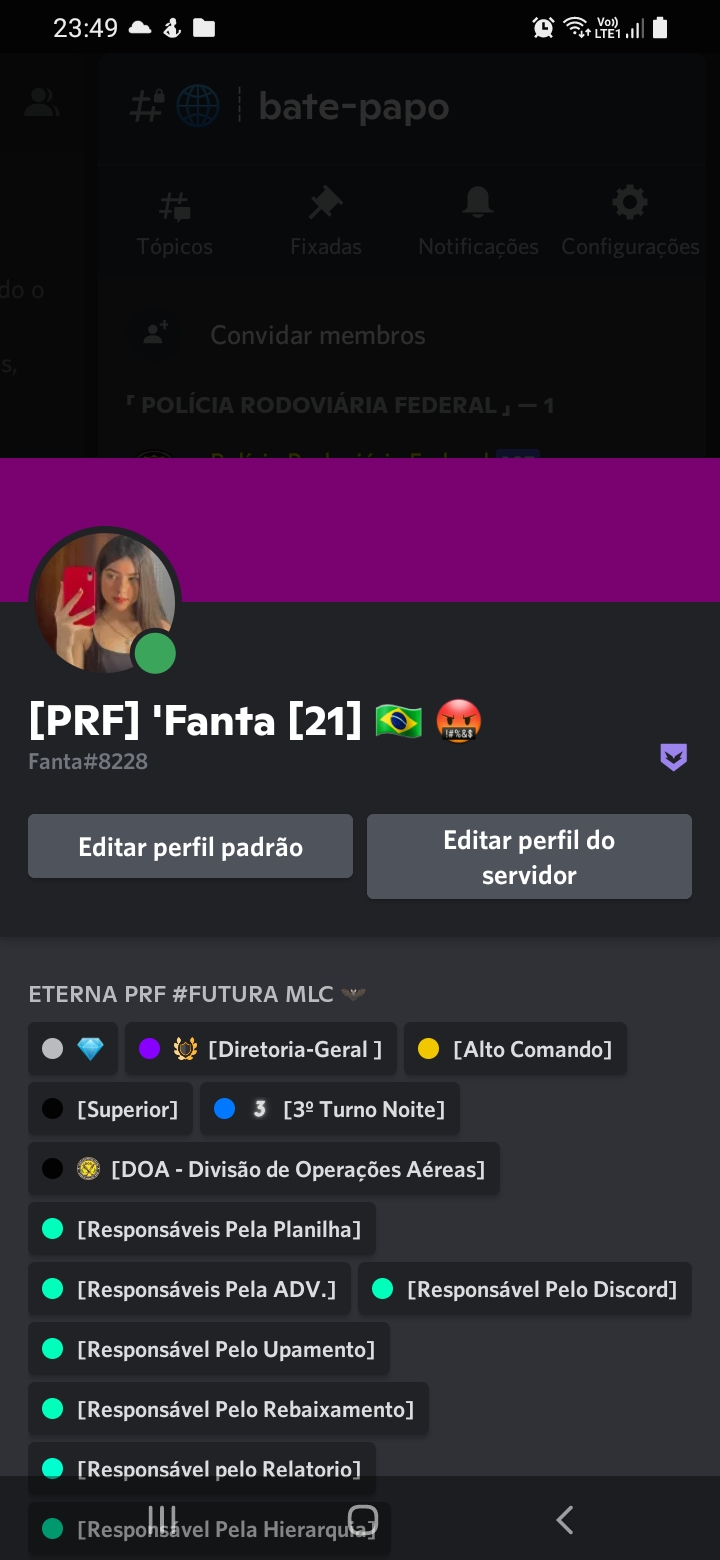 23:49
Vo))
LTE1
bate-papo
Tópicos
Fixadas
Notificações
Configurações
do o
s,
Convidar membros
「 POLÍCIA RODOVIÁRIA FEDERAL 」 — 1
[PRF] 'Fanta [21]
Fanta#8228
Editar perfil padrão
Editar perfil do
servidor
ETERNA PRF #FUTURA MLC
[Diretoria-Geral ]
[Alto Comando]
[Superior]
3 [3º Turno Noite]
[DOA - Divisão de Operações Aéreas]
[Responsáveis Pela Planilha]
[Responsáveis Pela ADV.]
[Responsável Pelo Discord]
[Responsável Pelo Upamento]
[Responsável Pelo Rebaixamento]
[Responsável pelo Relatorio]
[Responsável Pela Hierarquia]